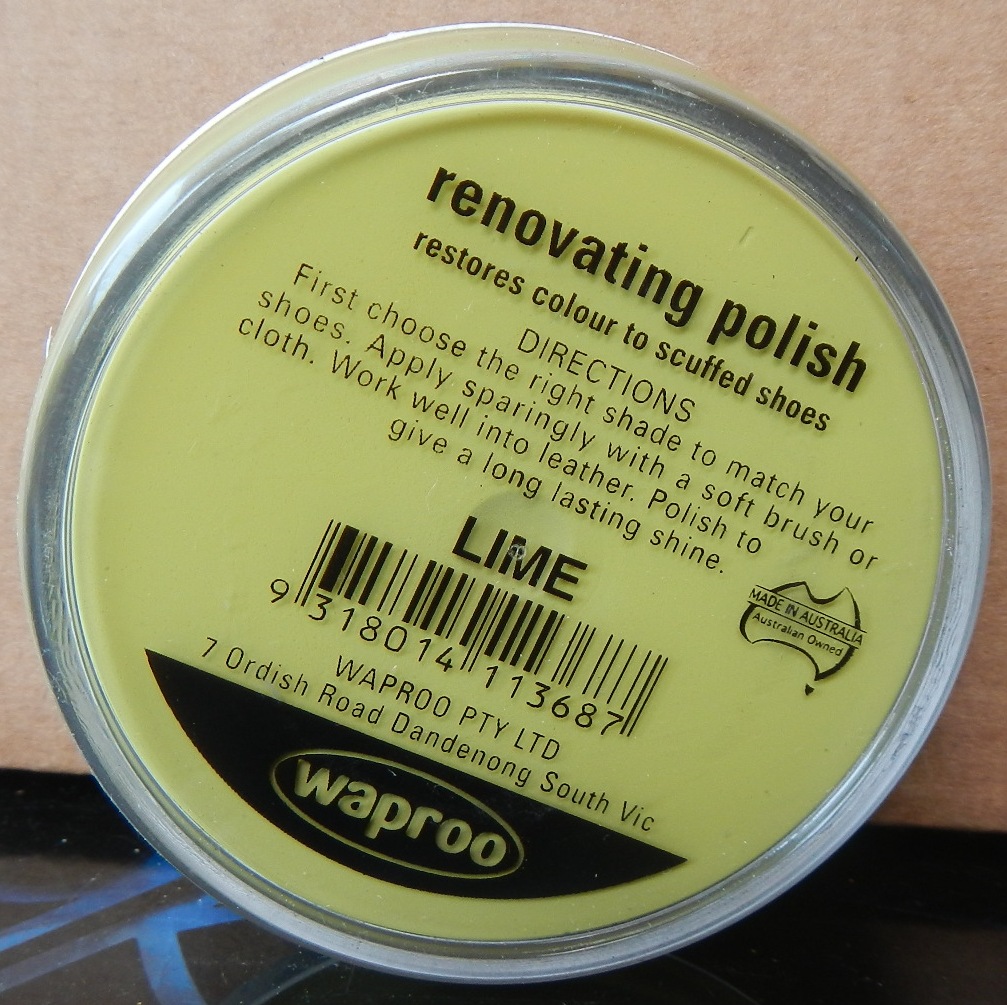 renovating polish
restores colour to scuffed shoes
DIRECTIONS
First choose the right shade to match your
shoes. Apply sparingly with a soft brush or
cloth. Work well into leather. Polish to
give a long lasting shine.
LIME
9 318014 113687
MADE IN AUSTRALIA
Australian Owned
WAPROO PTY LTD
7 Ordish Road Dandenong South Vic
waproo